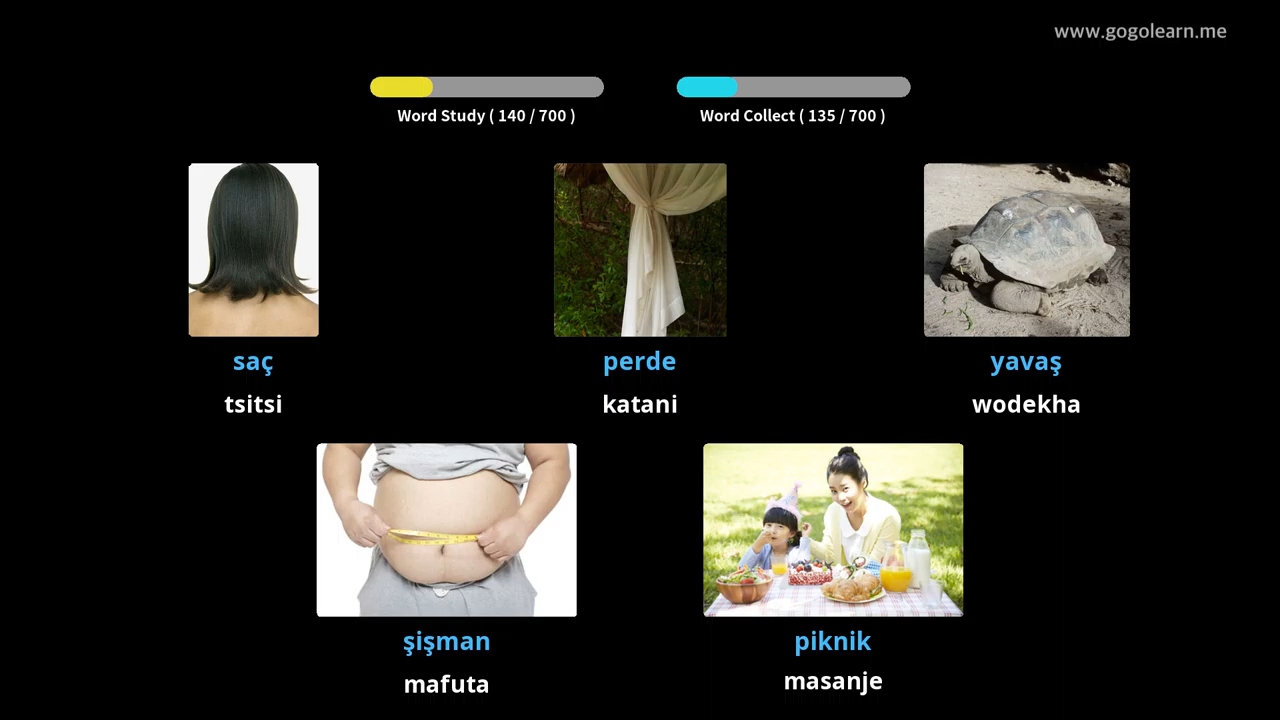 www.gogolearn.me
Word Study ( 140 / 700 )
Word Collect ( 135 / 700 )
saç
perde
yavaş
tsitsi
katani
wodekha
şişman
piknik
mafuta
masanje